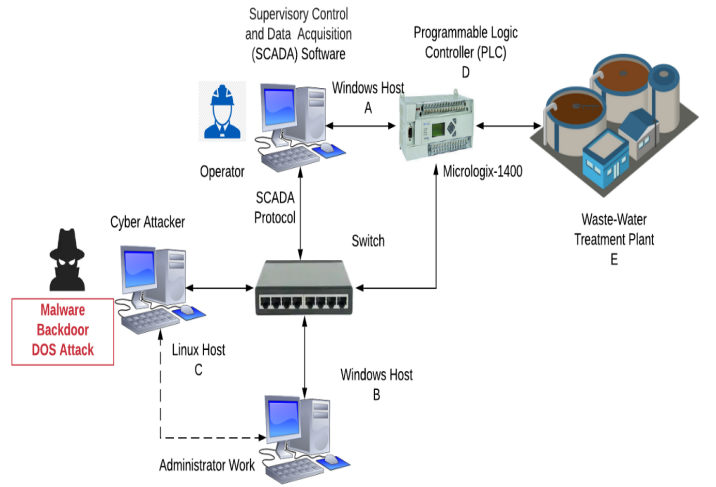 Supervisory Control
and Data Acquisition
(SCADA) Software
Programmable Logic
Controller (PLC)
D
Windows Host
A
Operator
Micrologix-1400
SCADA
Protocol
Waste-Water
Treatment Plant
E
Cyber Attacker
Switch
Malware
Backdoor
DOS Attack
Linux Host
C
Windows Host
B
Administrator Work